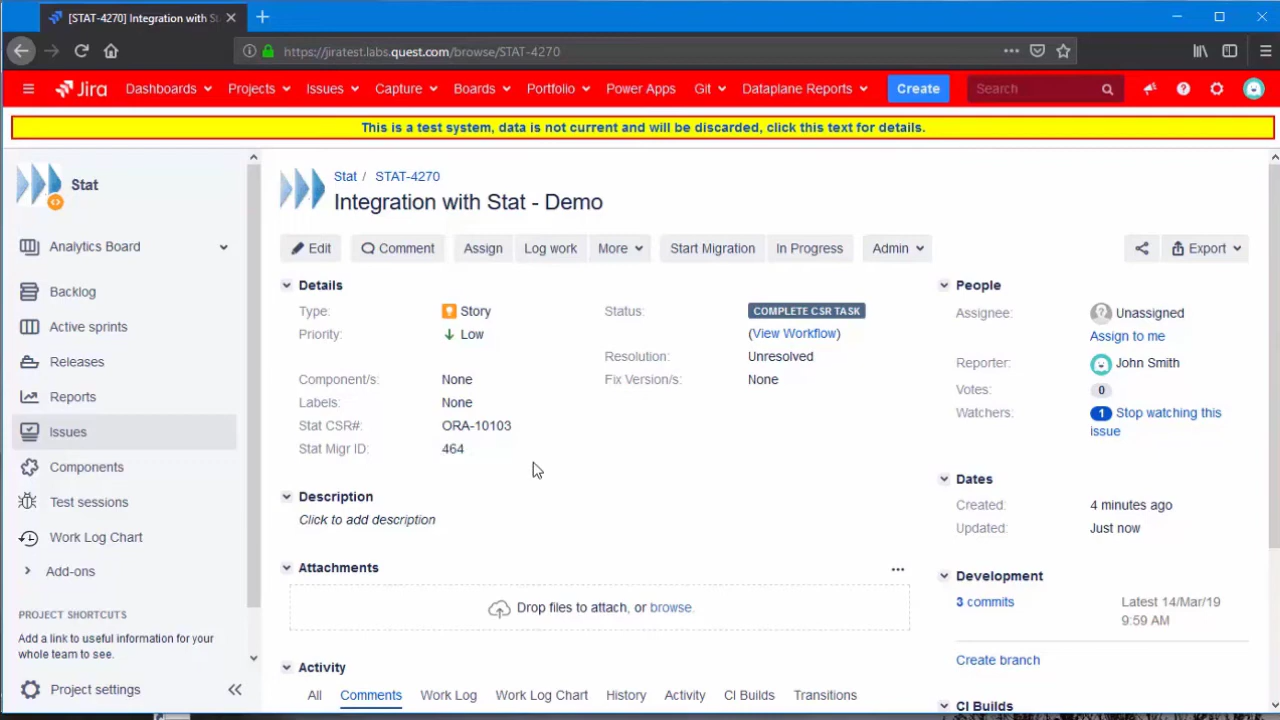 [STAT-4270] Integration with St
https://jiratest.labs.quest.com/browse/STAT-4270
Jira Dashboards Projects Issues Capture Boards Portfolio Power Apps Git Dataplane Reports Create Search
This is a test system, data is not current and will be discarded, click this text for details.
Stat
Analytics Board
Backlog
Active sprints
Releases
Reports
Issues
Components
Test sessions
Work Log Chart
Add-ons
PROJECT SHORTCUTS
Add a link to useful information for your
whole team to see.
Project settings
Stat / STAT-4270
Integration with Stat - Demo
Edit Comment Assign Log work More Start Migration In Progress Admin Export
Details
Type: Story
Priority: Low
Component/s: None
Labels: None
Stat CSR#: ORA-10103
Stat Migr ID: 464
Status: COMPLETE CSR TASK
(View Workflow)
Resolution: Unresolved
Fix Version/s: None
Description
Click to add description
Attachments
Drop files to attach, or browse.
Activity
All Comments Work Log Work Log Chart History Activity CI Builds Transitions
People
Assignee: Unassigned
Assign to me
Reporter: John Smith
Votes: 0
Watchers: 1 Stop watching this
issue
Dates
Created: 4 minutes ago
Updated: Just now
Development
3 commits Latest 14/Mar/19
9:59 AM
Create branch
CI Builds